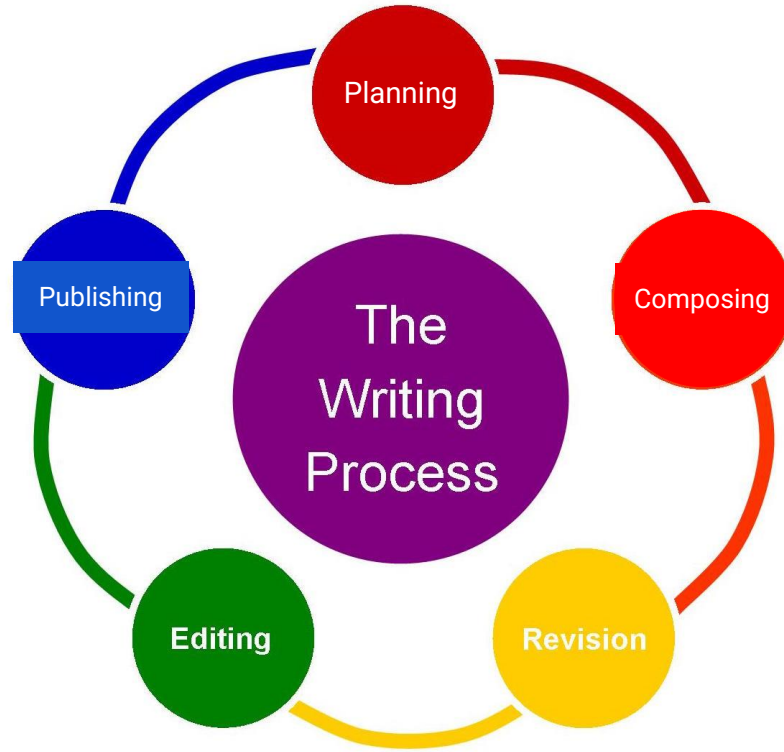 Planning
Composing
Revision
Editing
Publishing
The
Writing
Process